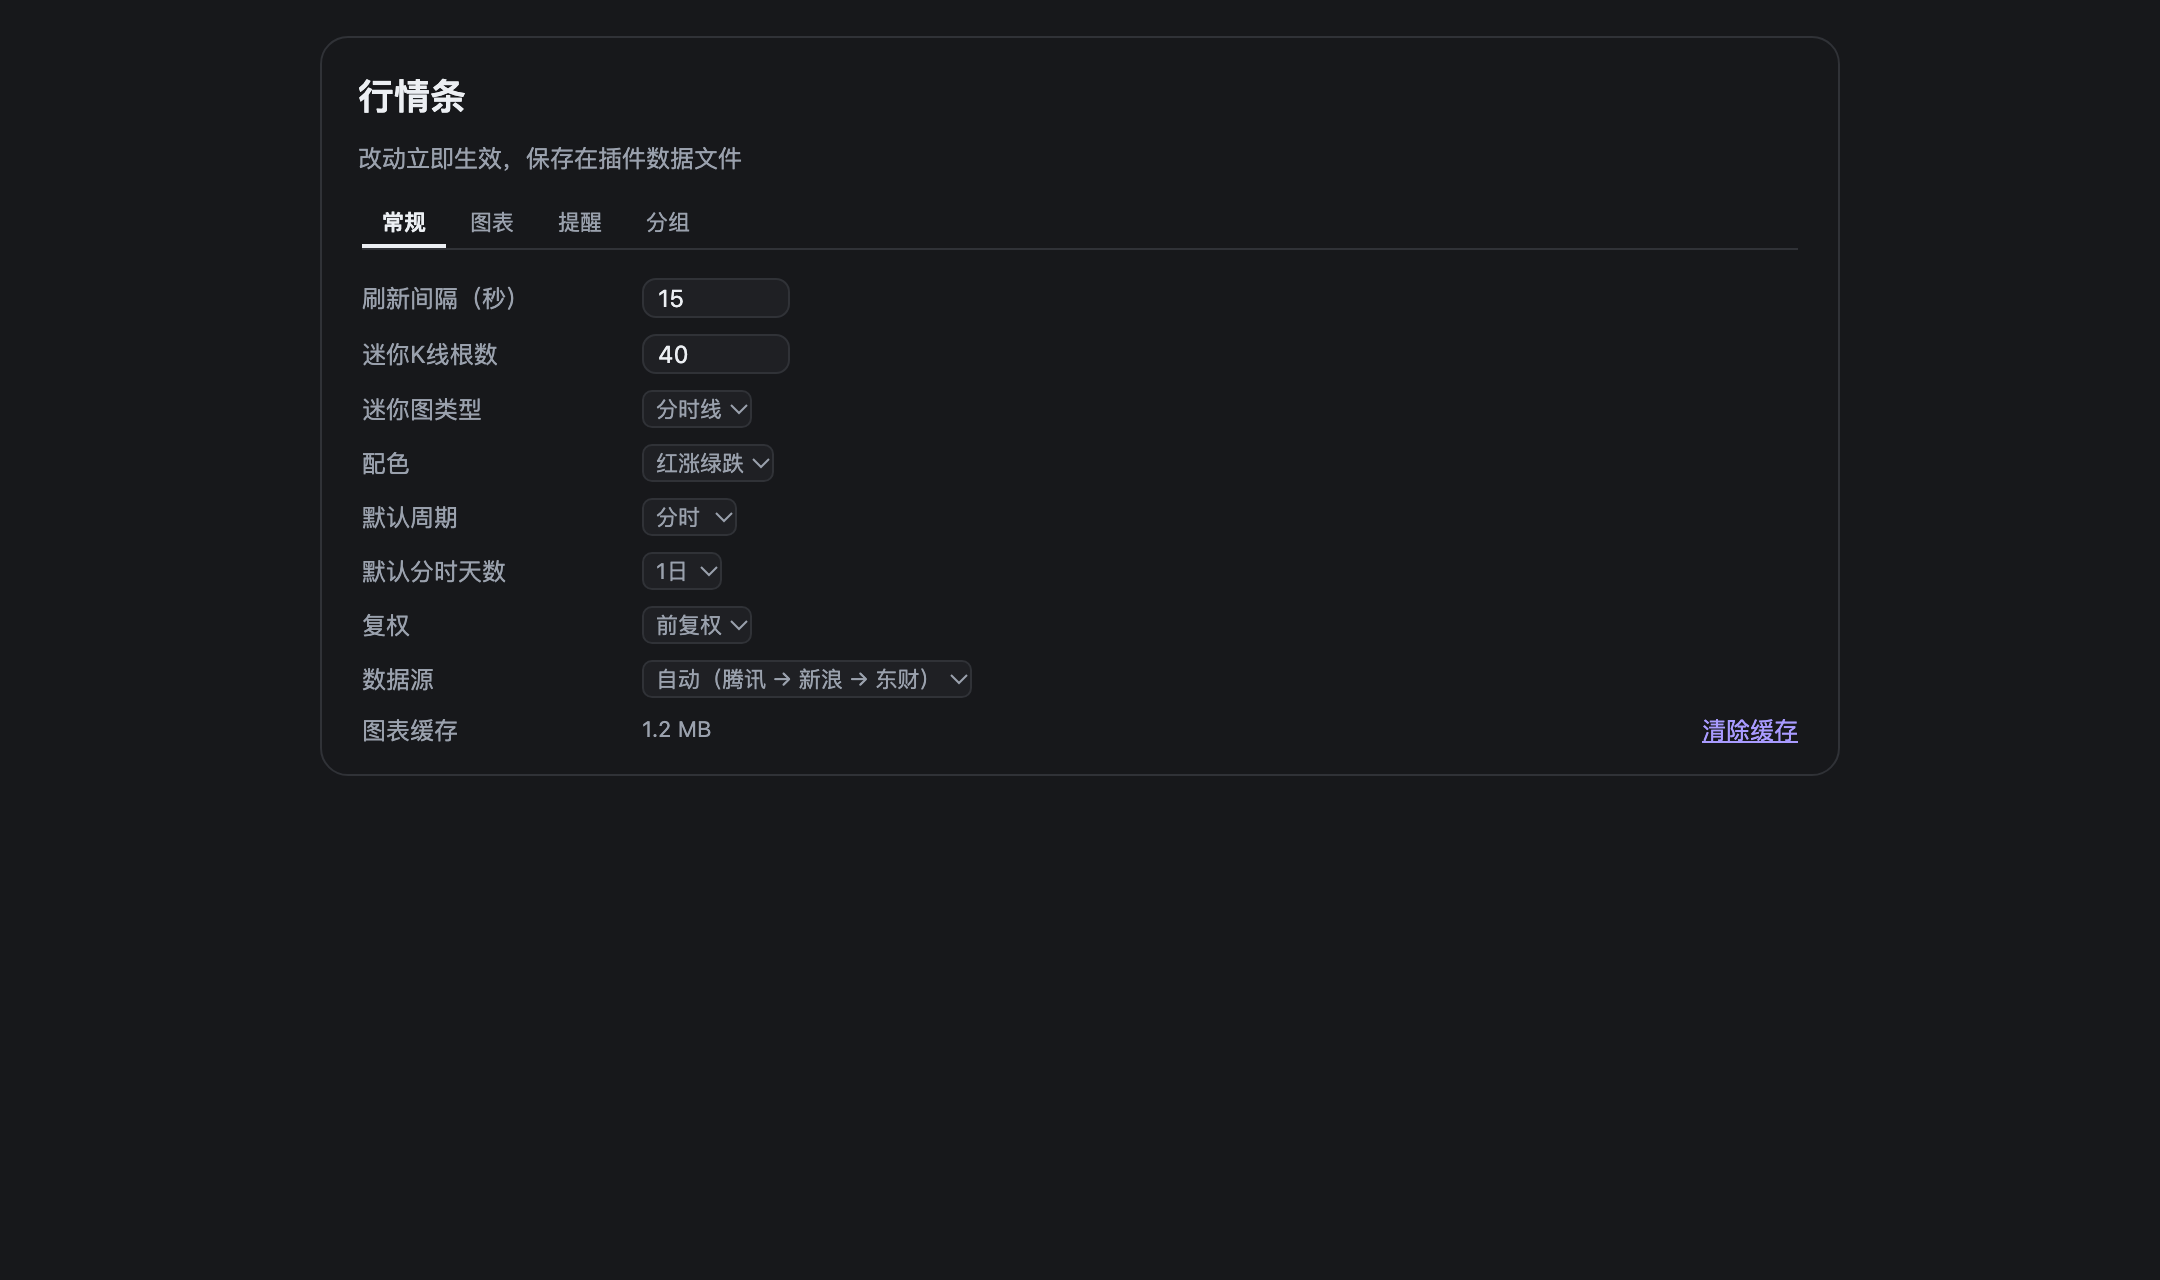 行情条
改动立即生效，保存在插件数据文件
常规 图表 提醒 分组
刷新间隔（秒） 15
迷你K线根数 40
迷你图类型 分时线
配色 红涨绿跌
默认周期 分时
默认分时天数 1日
复权 前复权
数据源 自动（腾讯 → 新浪 → 东财）
图表缓存 1.2 MB 清除缓存